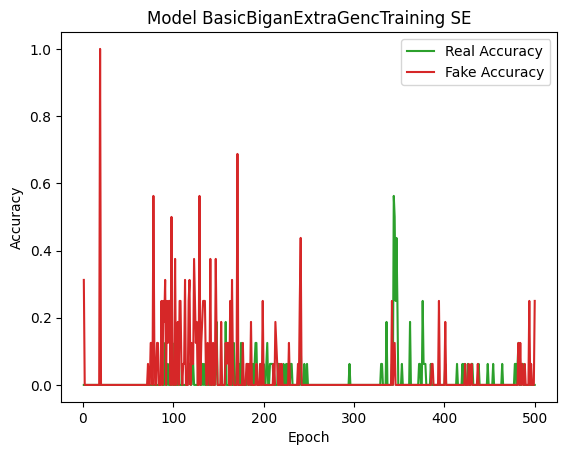 Model BasicBiganExtraGencTraining SE
Real Accuracy
Fake Accuracy
Accuracy
1.0
0.8
0.6
0.4
0.2
0.0
0 100 200 300 400 500
Epoch